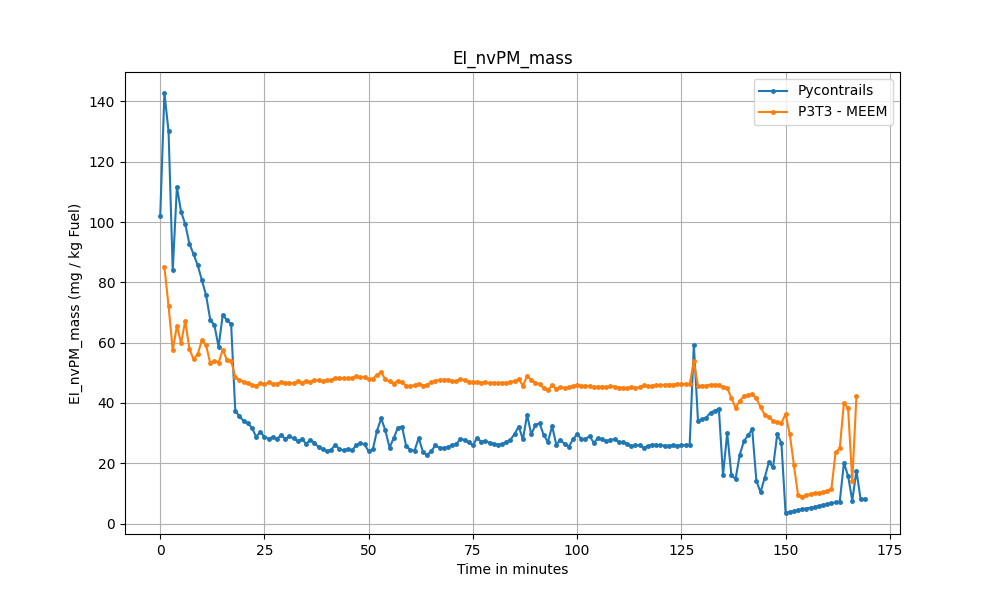 EI_nvPM_mass
Pycontrails
P3T3 - MEEM
EI_nvPM_mass (mg / kg Fuel)
140
120
100
80
60
40
20
0
0 25 50 75 100 125 150 175
Time in minutes